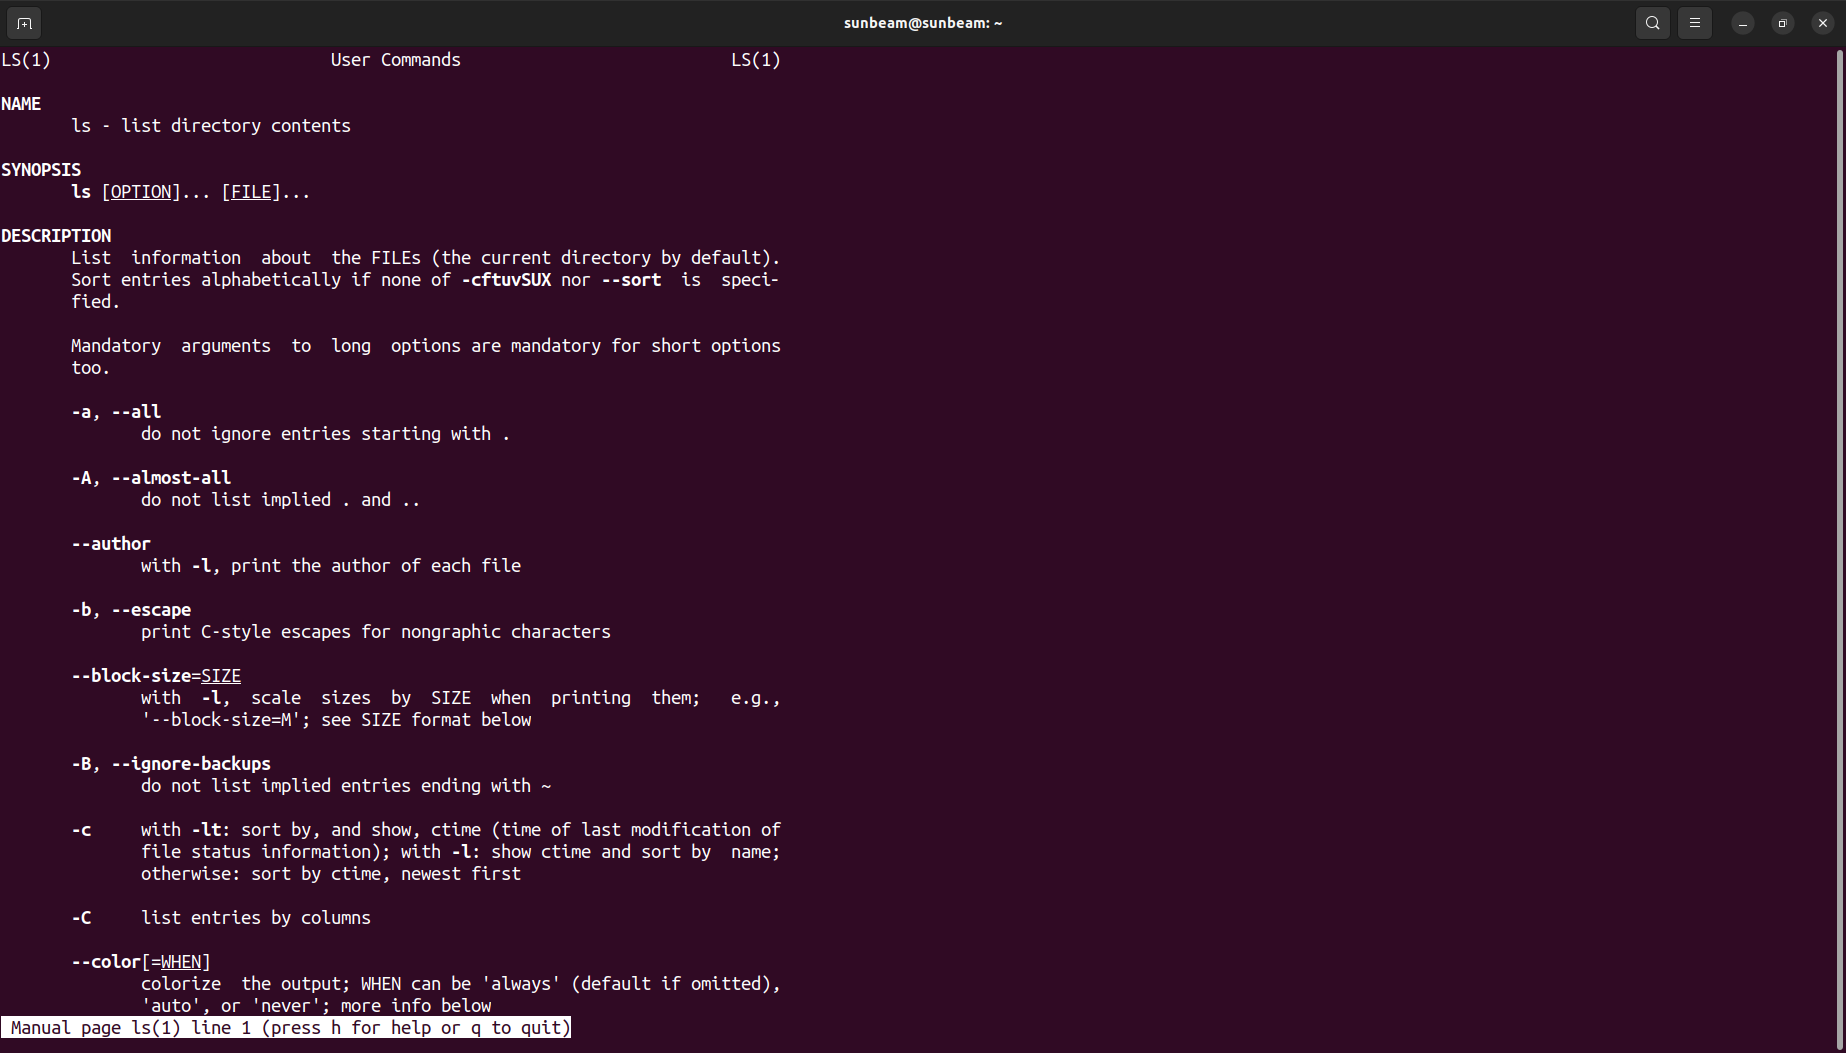 sunbeam@sunbeam: ~
LS(1)                            User Commands                           LS(1)
NAME
       ls - list directory contents
SYNOPSIS
       ls [OPTION]... [FILE]...
DESCRIPTION
       List  information  about  the FILEs (the current directory by default).
       Sort entries alphabetically if none of -cftuvSUX nor --sort  is  speci-
       fied.
       Mandatory  arguments  to  long  options are mandatory for short options
       too.
       -a, --all
              do not ignore entries starting with .
       -A, --almost-all
              do not list implied . and ..
       --author
              with -l, print the author of each file
       -b, --escape
              print C-style escapes for nongraphic characters
       --block-size=SIZE
              with  -l,  scale  sizes  by  SIZE  when  printing  them;   e.g.,
              '--block-size=M'; see SIZE format below
       -B, --ignore-backups
              do not list implied entries ending with ~
       -c     with -lt: sort by, and show, ctime (time of last modification of
              file status information); with -l: show ctime and sort by  name;
              otherwise: sort by ctime, newest first
       -C     list entries by columns
       --color[=WHEN]
              colorize  the output; WHEN can be 'always' (default if omitted),
              'auto', or 'never'; more info below
 Manual page ls(1) line 1 (press h for help or q to quit)